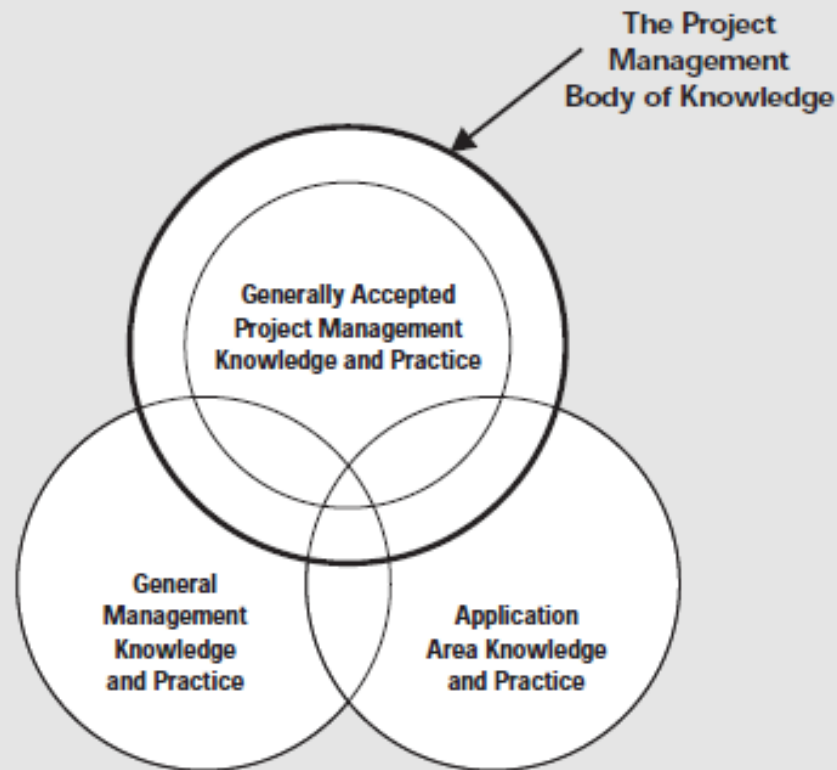 The Project
Management
Body of Knowledge
Generally Accepted
Project Management
Knowledge and Practice
General
Management
Knowledge
and Practice
Application
Area Knowledge
and Practice